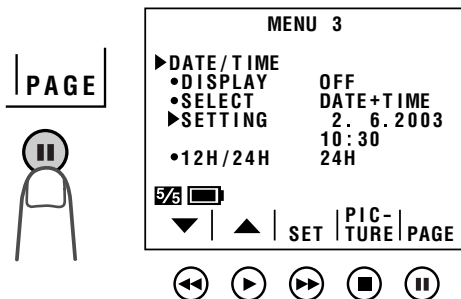 PAGE
MENU 3
▶DATE/TIME
•DISPLAY OFF
•SELECT DATE+TIME
▶SETTING 2. 6.2003
10:30
•12H/24H 24H
5/5
▼ ▲ SET PIC-TURE PAGE